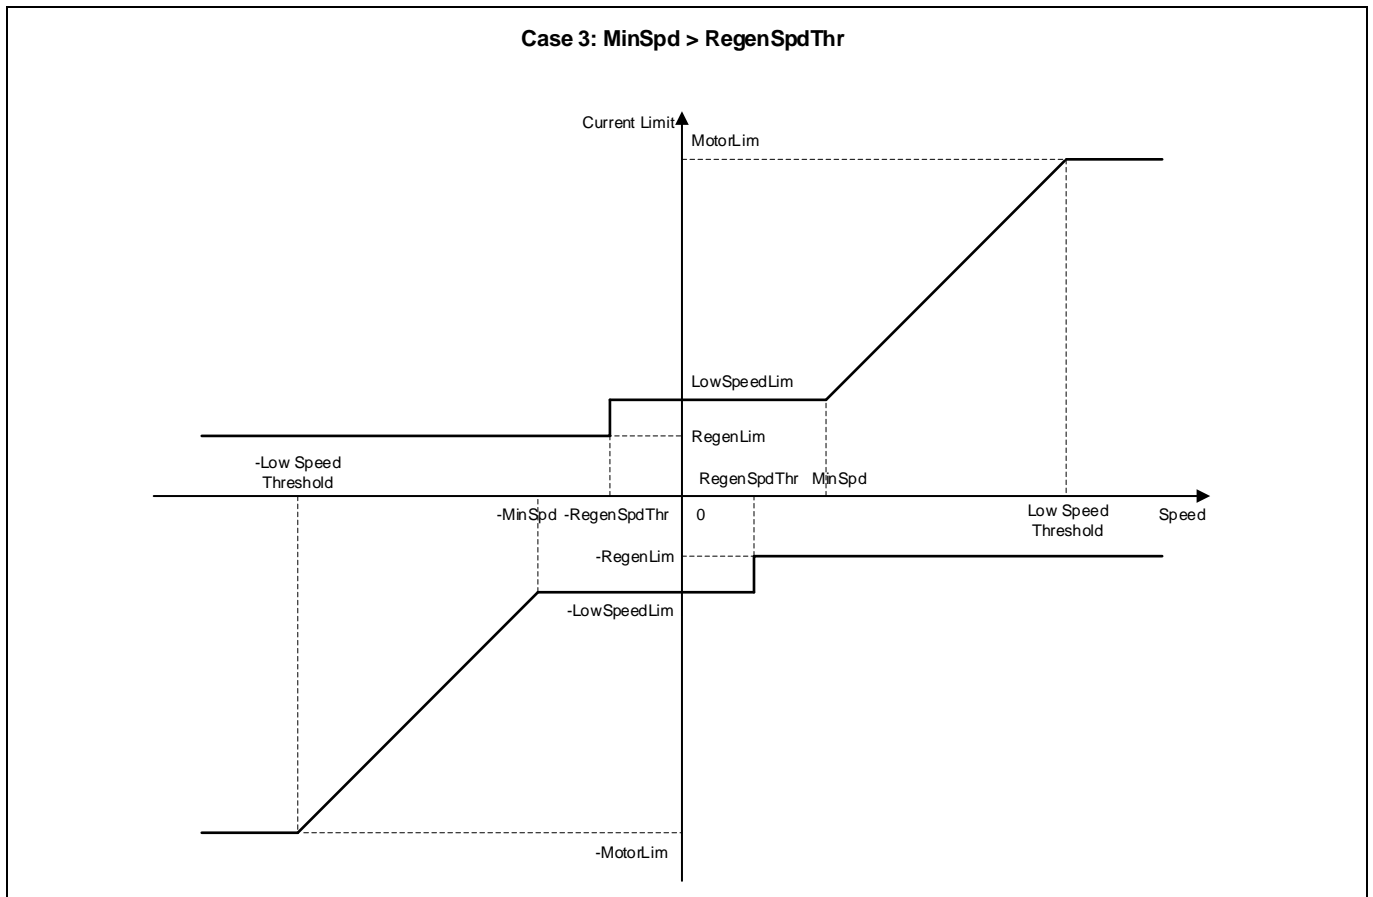 Case 3: MinSpd > RegenSpdThr
Current Limit
MotorLim
LowSpeedLim
RegenLim
-Low Speed
Threshold
RegenSpdThr
MinSpd
-MinSpd
-RegenSpdThr
0
Low Speed
Threshold
Speed
-RegenLim
-LowSpeedLim
-MotorLim